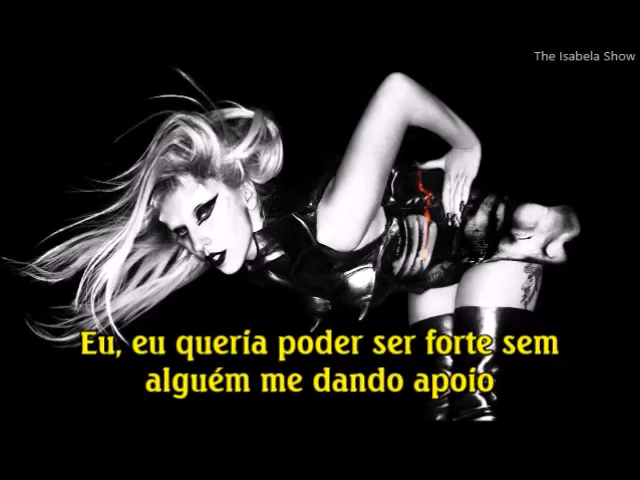 The Isabela Show
Eu, eu queria poder ser forte sem
alguém me dando apoio